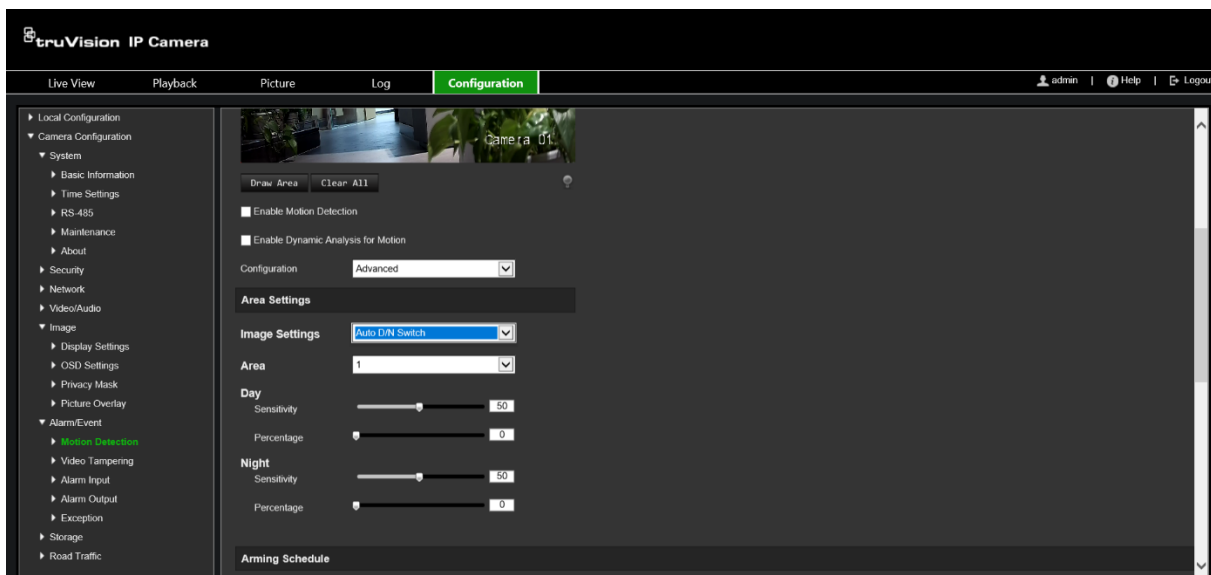 truVision IP Camera
Live View Playback Picture Log Configuration admin | Help | Logou
Local Configuration
Camera Configuration
System
Basic Information
Time Settings
RS-485
Maintenance
About
Security
Network
Video/Audio
Image
Display Settings
OSD Settings
Privacy Mask
Picture Overlay
Alarm/Event
Motion Detection
Video Tampering
Alarm Input
Alarm Output
Exception
Storage
Road Traffic
Camera 01
Draw Area Clear All
Enable Motion Detection
Enable Dynamic Analysis for Motion
Configuration Advanced
Area Settings
Image Settings Auto D/N Switch
Area 1
Day
Sensitivity 50
Percentage 0
Night
Sensitivity 50
Percentage 0
Arming Schedule